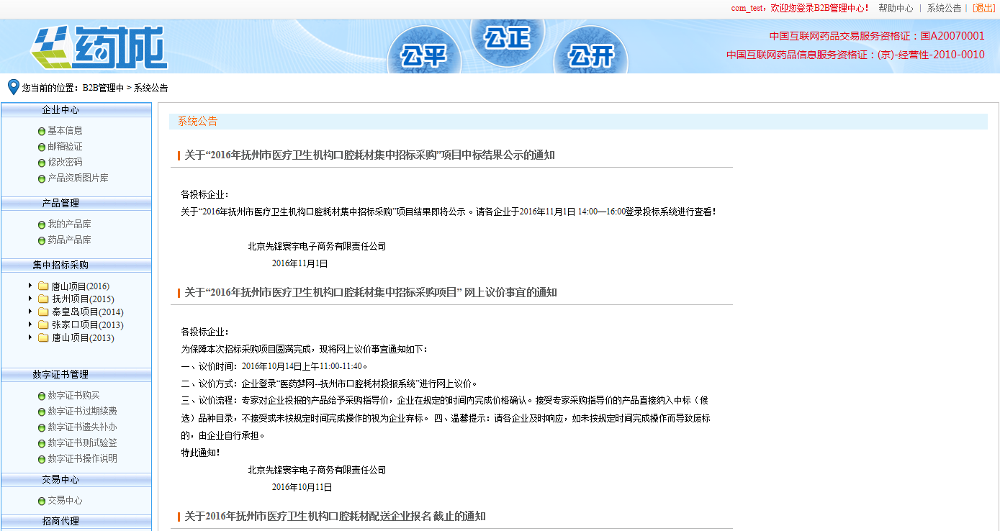 com_test，欢迎您登录B2B管理中心！ 帮助中心 | 系统公告 | [退出]
药城
公平 公正 公开
中国互联网药品交易服务资格证：国A20070001
中国互联网药品信息服务资格证：(京)-经营性-2010-0010
您当前的位置：B2B管理中 > 系统公告
企业中心
基本信息
邮箱验证
修改密码
产品资质图片库
产品管理
我的产品库
药品产品库
集中招标采购
唐山项目(2016)
抚州项目(2015)
秦皇岛项目(2014)
张家口项目(2013)
唐山项目(2013)
数字证书管理
数字证书购买
数字证书过期续费
数字证书遗失补办
数字证书测试验签
数字证书操作说明
交易中心
交易中心
招商代理
系统公告
关于“2016年抚州市医疗卫生机构口腔耗材集中招标采购”项目中标结果公示的通知
各投标企业：
关于“2016年抚州市医疗卫生机构口腔耗材集中招标采购”项目结果即将公示 。请各企业于2016年11月1日 14:00—16:00登录投标系统进行查看！
北京先锋寰宇电子商务有限责任公司
2016年11月1日
关于“2016年抚州市医疗卫生机构口腔耗材集中招标采购项目” 网上议价事宜的通知
各投标企业：
为保障本次招标采购项目圆满完成，现将网上议价事宜通知如下：
一、议价时间：2016年10月14日上午11:00-11:40。
二、议价方式：企业登录“医药梦网--抚州市口腔耗材投报系统”进行网上议价。
三、议价流程：专家对企业投报的产品给予采购指导价，企业在规定的时间内完成价格确认。接受专家采购指导价的产品直接纳入中标（候
选）品种目录，不接受或未按规定时间完成操作的视为企业弃标。 四、温馨提示：请各企业及时响应，如未按规定时间完成操作而导致废标
的，由企业自行承担。
特此通知！
北京先锋寰宇电子商务有限责任公司
2016年10月11日
关于2016年抚州市医疗卫生机构口腔耗材配送企业报名 截止的通知